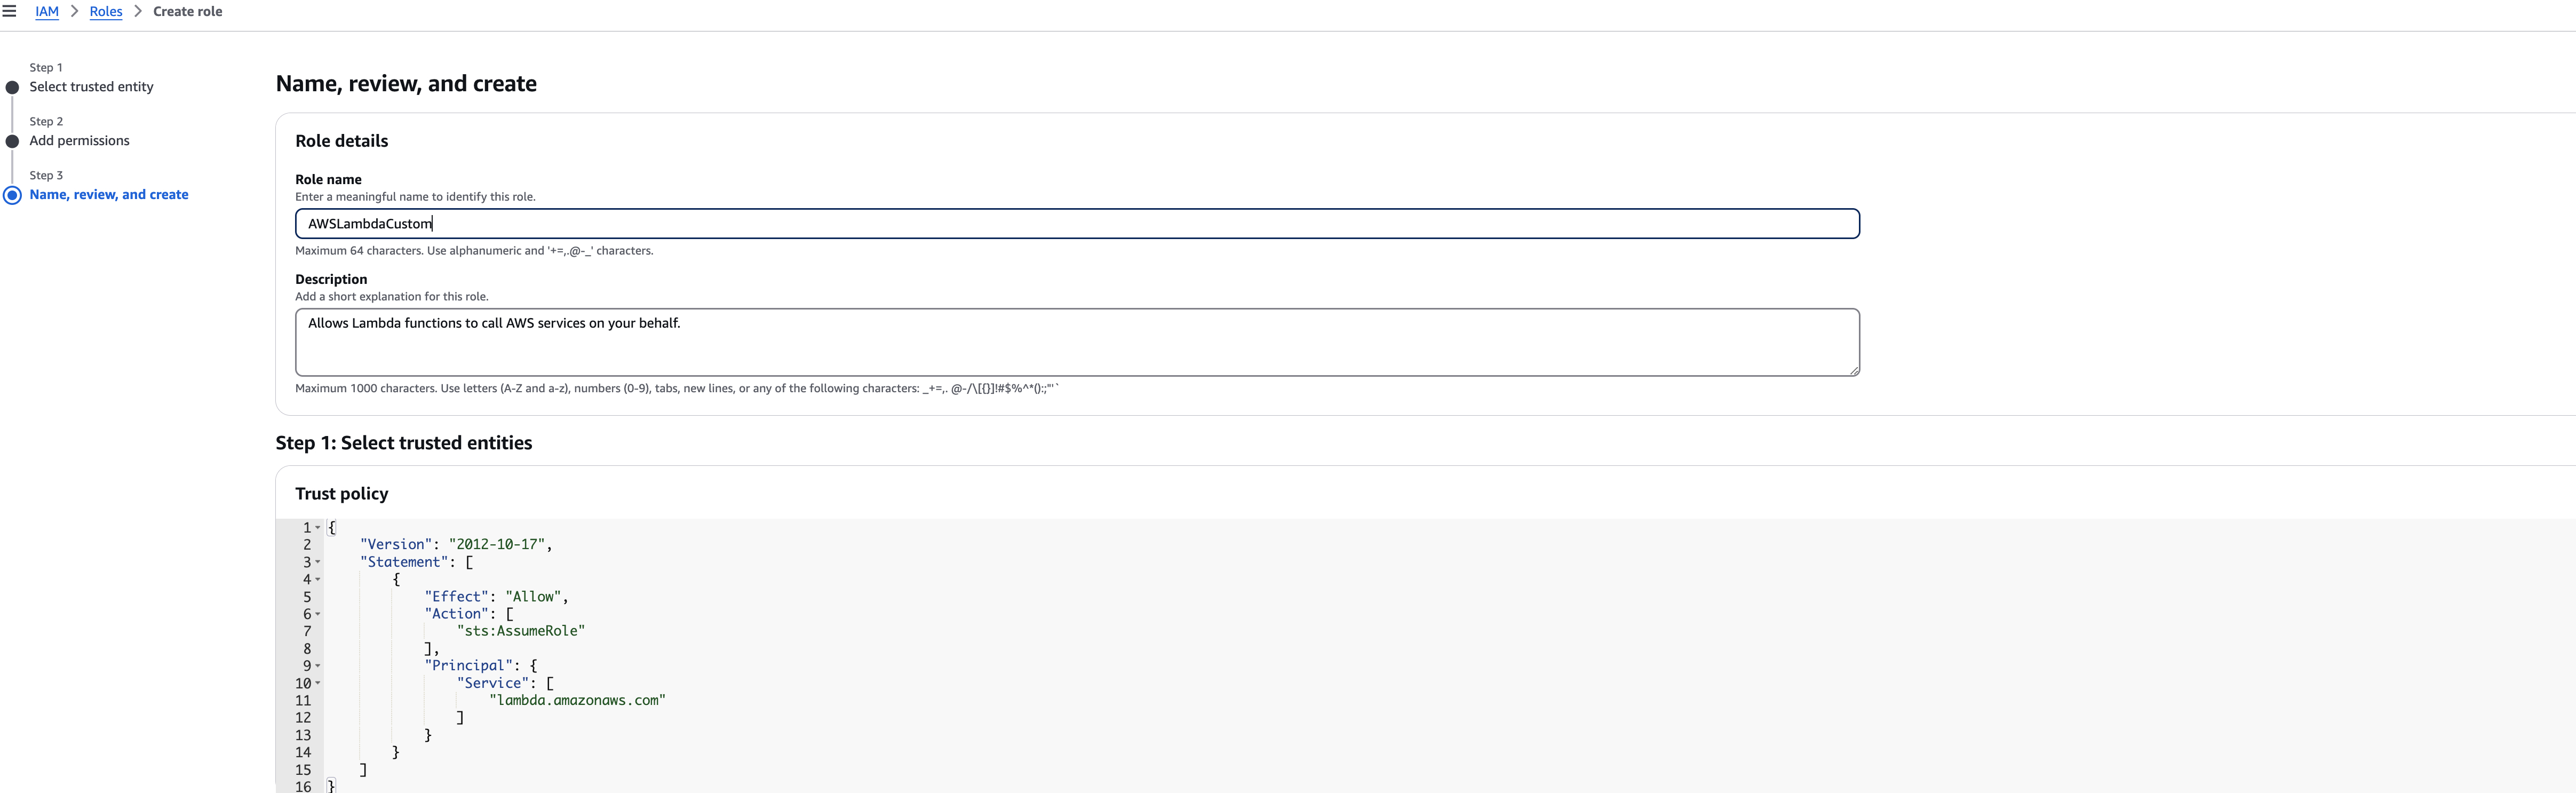 IAM > Roles > Create role
Step 1
Select trusted entity
Step 2
Add permissions
Step 3
Name, review, and create
Name, review, and create
Role details
Role name
Enter a meaningful name to identify this role.
AWSLambdaCustom
Maximum 64 characters. Use alphanumeric and '+=,.@-_' characters.
Description
Add a short explanation for this role.
Allows Lambda functions to call AWS services on your behalf.
Maximum 1000 characters. Use letters (A-Z and a-z), numbers (0-9), tabs, new lines, or any of the following characters: _+=,. @-/\[{}]!#$%^*();:"'`
Step 1: Select trusted entities
Trust policy
1 {
2     "Version": "2012-10-17",
3     "Statement": [
4         {
5             "Effect": "Allow",
6             "Action": [
7                 "sts:AssumeRole"
8             ],
9             "Principal": {
10                 "Service": [
11                     "lambda.amazonaws.com"
12                 ]
13             }
14         }
15     ]
16 }